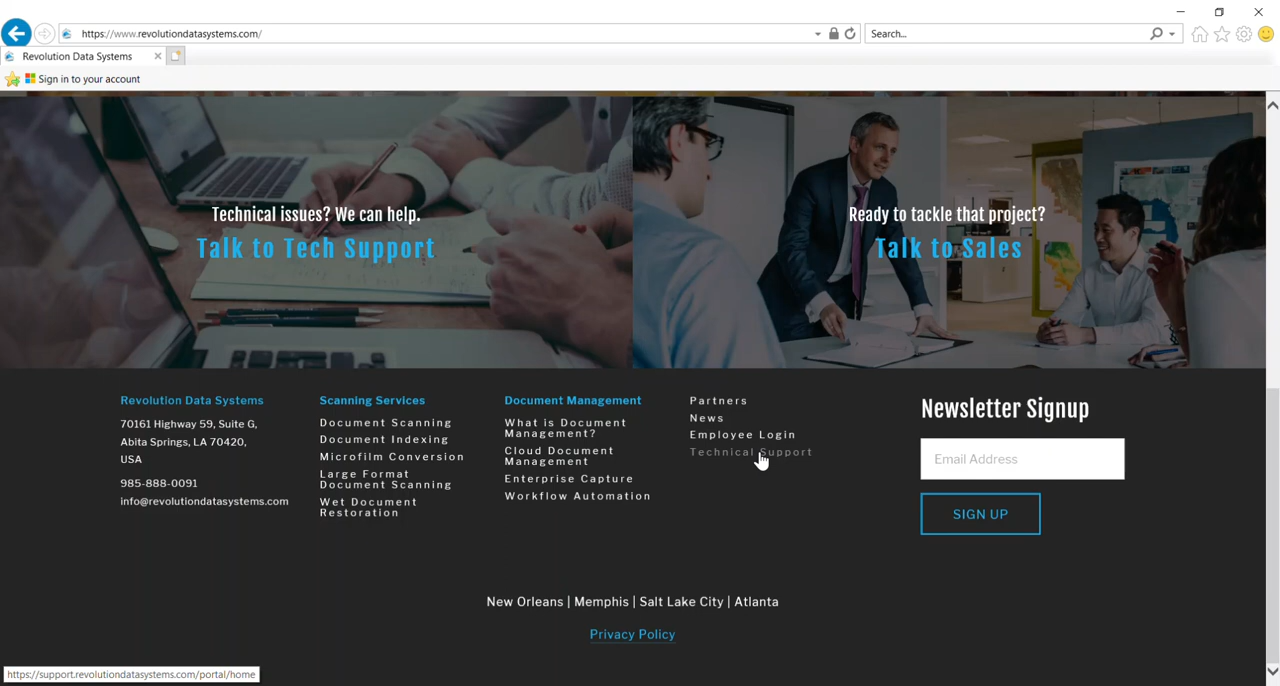 https://www.revolutiondatasystems.com/
Search...
Revolution Data Systems
Sign in to your account
Technical issues? We can help.
Talk to Tech Support
Ready to tackle that project?
Talk to Sales
Revolution Data Systems
70161 Highway 59, Suite G,
Abita Springs, LA 70420,
USA
985-888-0091
info@revolutiondatasystems.com
Scanning Services
Document Scanning
Document Indexing
Microfilm Conversion
Large Format
Document Scanning
Wet Document
Restoration
Document Management
What is Document
Management?
Cloud Document
Management
Enterprise Capture
Workflow Automation
Partners
News
Employee Login
Technical Support
Newsletter Signup
Email Address
SIGN UP
New Orleans | Memphis | Salt Lake City | Atlanta
Privacy Policy
https://support.revolutiondatasystems.com/portal/home